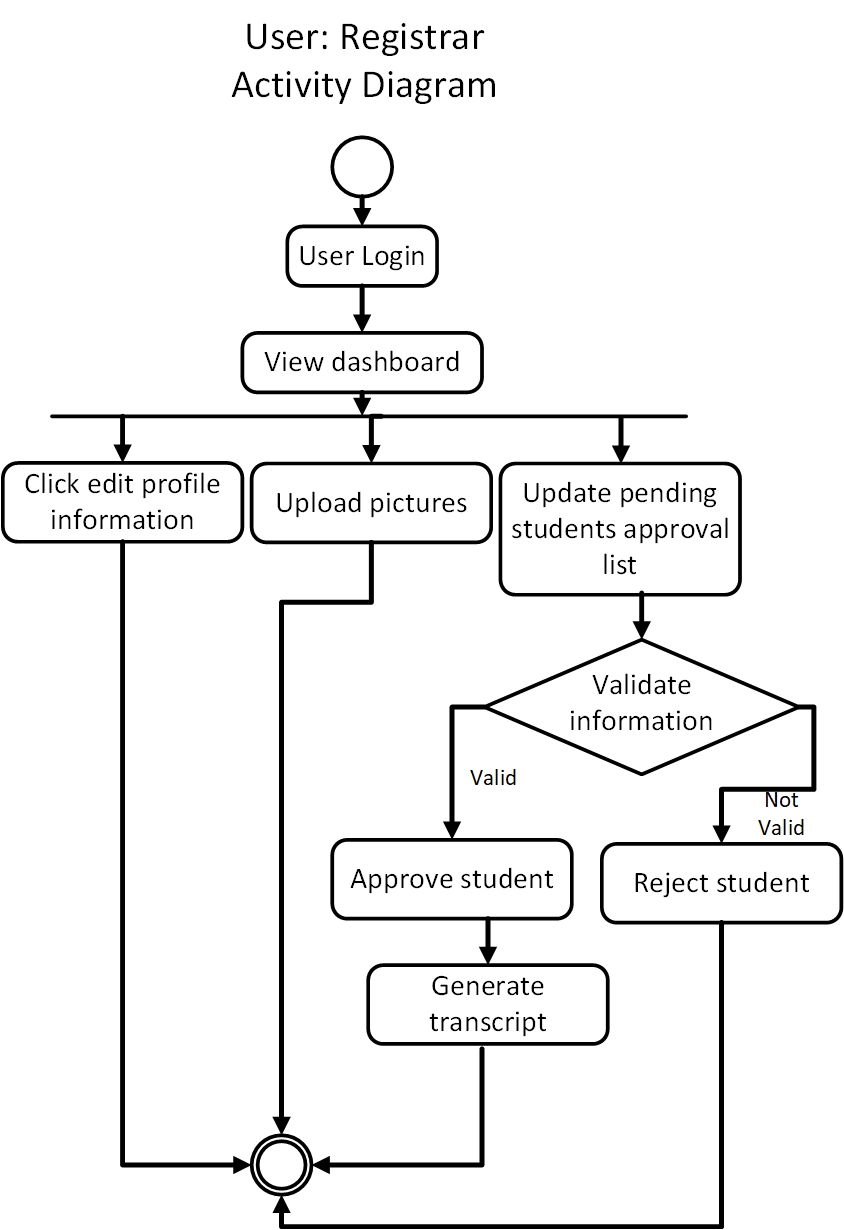 User: Registrar
Activity Diagram
User Login
View dashboard
Click edit profile
information
Upload pictures
Update pending
students approval
list
Validate
information
Valid
Not
Valid
Approve student
Reject student
Generate
transcript